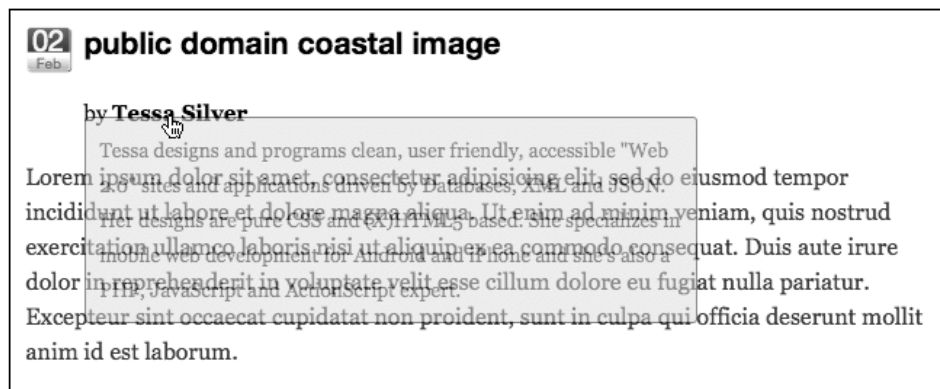 02
Feb
public domain coastal image
by Tessa Silver
Tessa designs and programs clean, user friendly, accessible "Web
2.0" sites and applications driven by Databases, XML and JSON.
Her designs are pure CSS and (X)HTML5 based. She specializes in
mobile web development for Android and iPhone and she's also a
PHP, JavaScript and ActionScript expert.
Lorem ipsum dolor sit amet, consectetur adipisicing elit, sed do eiusmod tempor
incididunt ut labore et dolore magna aliqua. Ut enim ad minim veniam, quis nostrud
exercitation ullamco laboris nisi ut aliquip ex ea commodo consequat. Duis aute irure
dolor in reprehenderit in voluptate velit esse cillum dolore eu fugiat nulla pariatur.
Excepteur sint occaecat cupidatat non proident, sunt in culpa qui officia deserunt mollit
anim id est laborum.